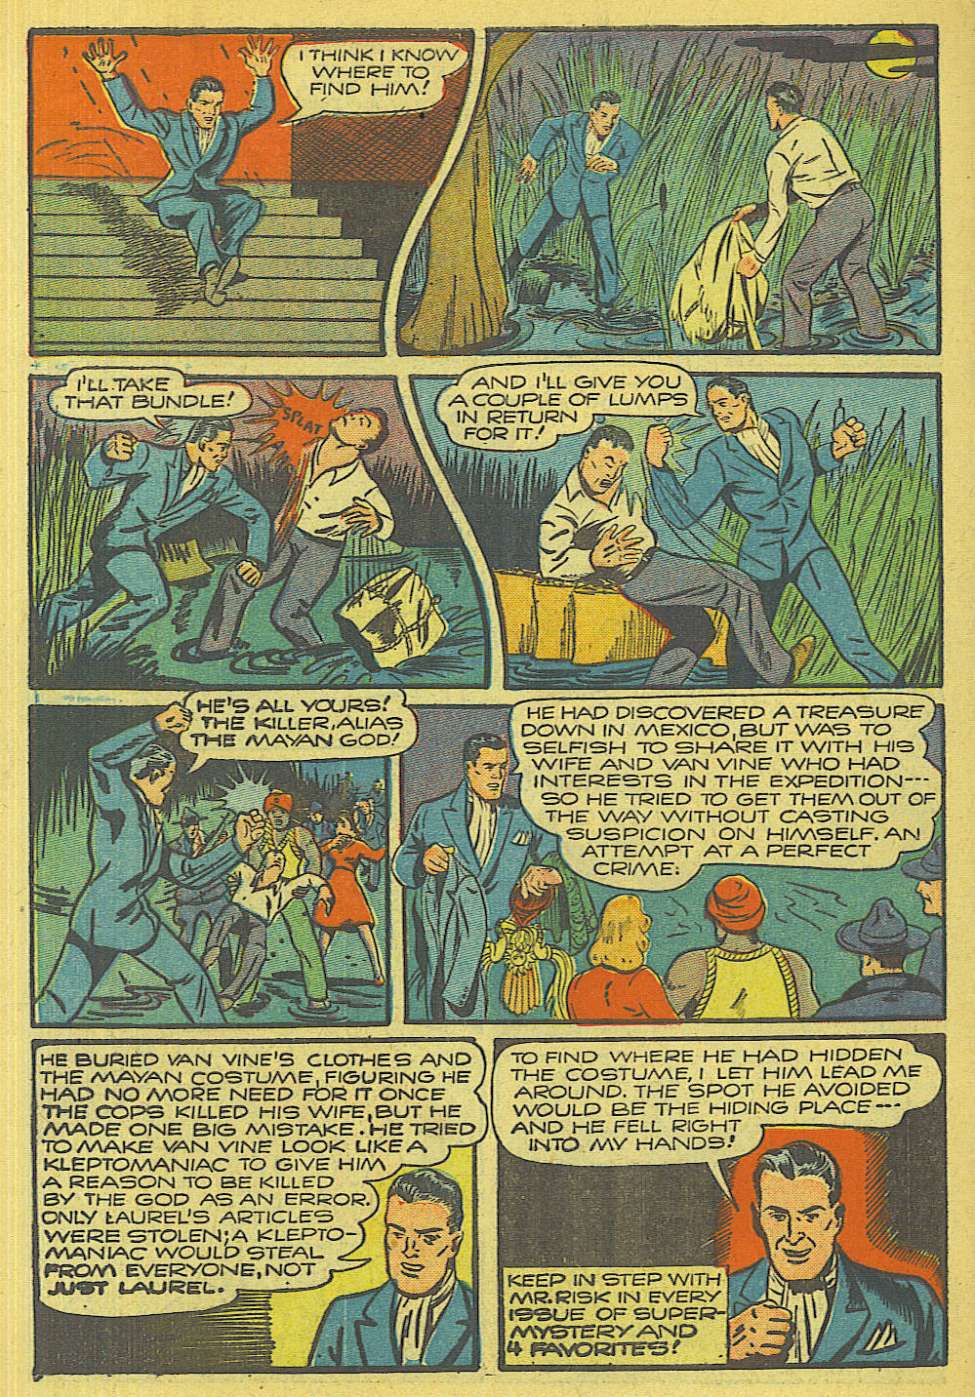 I THINK I KNOW
WHERE TO
FIND HIM!
I'LL TAKE
THAT BUNDLE!
SPLAT
AND I'LL GIVE YOU
A COUPLE OF LUMPS
IN RETURN
FOR IT!
HE'S ALL YOURS!
THE KILLER, ALIAS
THE MAYAN GOD!
HE HAD DISCOVERED A TREASURE
DOWN IN MEXICO, BUT WAS TO
SELFISH TO SHARE IT WITH HIS
WIFE AND VAN VINE WHO HAD
INTERESTS IN THE EXPEDITION---
SO HE TRIED TO GET THEM OUT OF
THE WAY WITHOUT CASTING
SUSPICION ON HIMSELF. AN
ATTEMPT AT A PERFECT
CRIME:
HE BURIED VAN VINE'S CLOTHES AND
THE MAYAN COSTUME, FIGURING HE
HAD NO MORE NEED FOR IT ONCE
THE COPS KILLED HIS WIFE, BUT HE
MADE ONE BIG MISTAKE. HE TRIED
TO MAKE VAN VINE LOOK LIKE A
KLEPTOMANIAC TO GIVE HIM
A REASON TO BE KILLED
BY THE GOD AS AN ERROR.
ONLY LAUREL'S ARTICLES
WERE STOLEN; A KLEPTO-
MANIAC WOULD STEAL
FROM EVERYONE, NOT
JUST LAUREL.
TO FIND WHERE HE HAD HIDDEN
THE COSTUME, I LET HIM LEAD ME
AROUND. THE SPOT HE AVOIDED
WOULD BE THE HIDING PLACE---
AND HE FELL RIGHT
INTO MY HANDS!
KEEP IN STEP WITH
MR. RISK IN EVERY
ISSUE OF SUPER-
MYSTERY AND
4 FAVORITES!